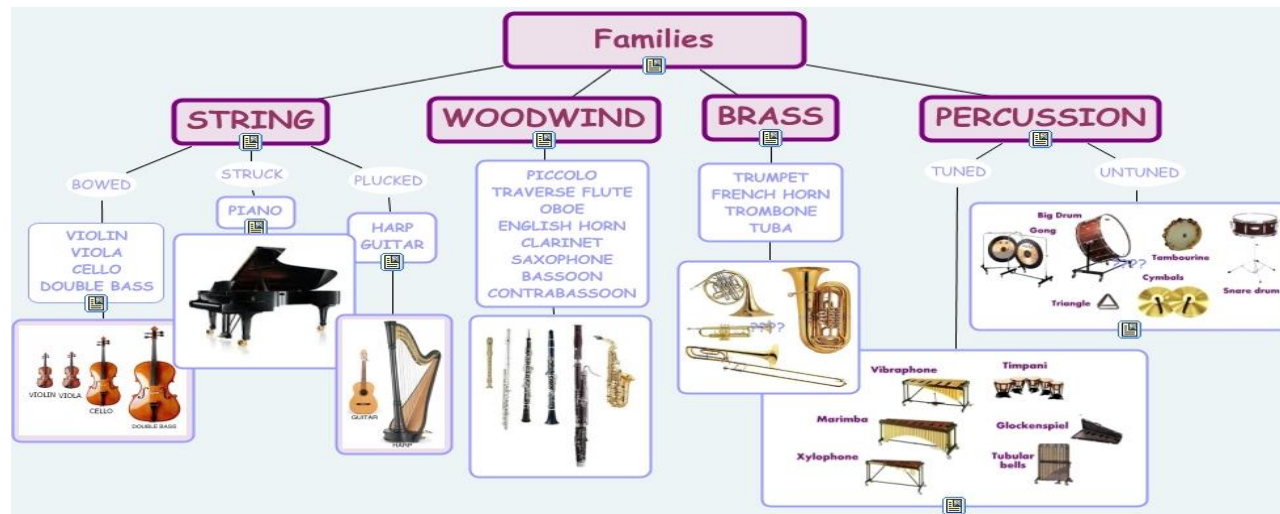 Families
STRING
WOODWIND
BRASS
PERCUSSION
BOWED
STRUCK
PLUCKED
TUNED
UNTUNED
VIOLIN
VIOLA
CELLO
DOUBLE BASS
PIANO
HARP
GUITAR
PICCOLO
TRAVERSE FLUTE
OBOE
ENGLISH HORN
CLARINET
SAXOPHONE
BASSOON
CONTRABASSOON
TRUMPET
FRENCH HORN
TROMBONE
TUBA
Big Drum
Gong
????
Tambourine
Cymbals
Snare drum
Triangle
VIOLIN
VIOLA
CELLO
DOUBLE BASS
GUITAR
HARP
????
Vibraphone
Timpani
Marimba
Glockenspiel
Xylophone
Tubular
bells